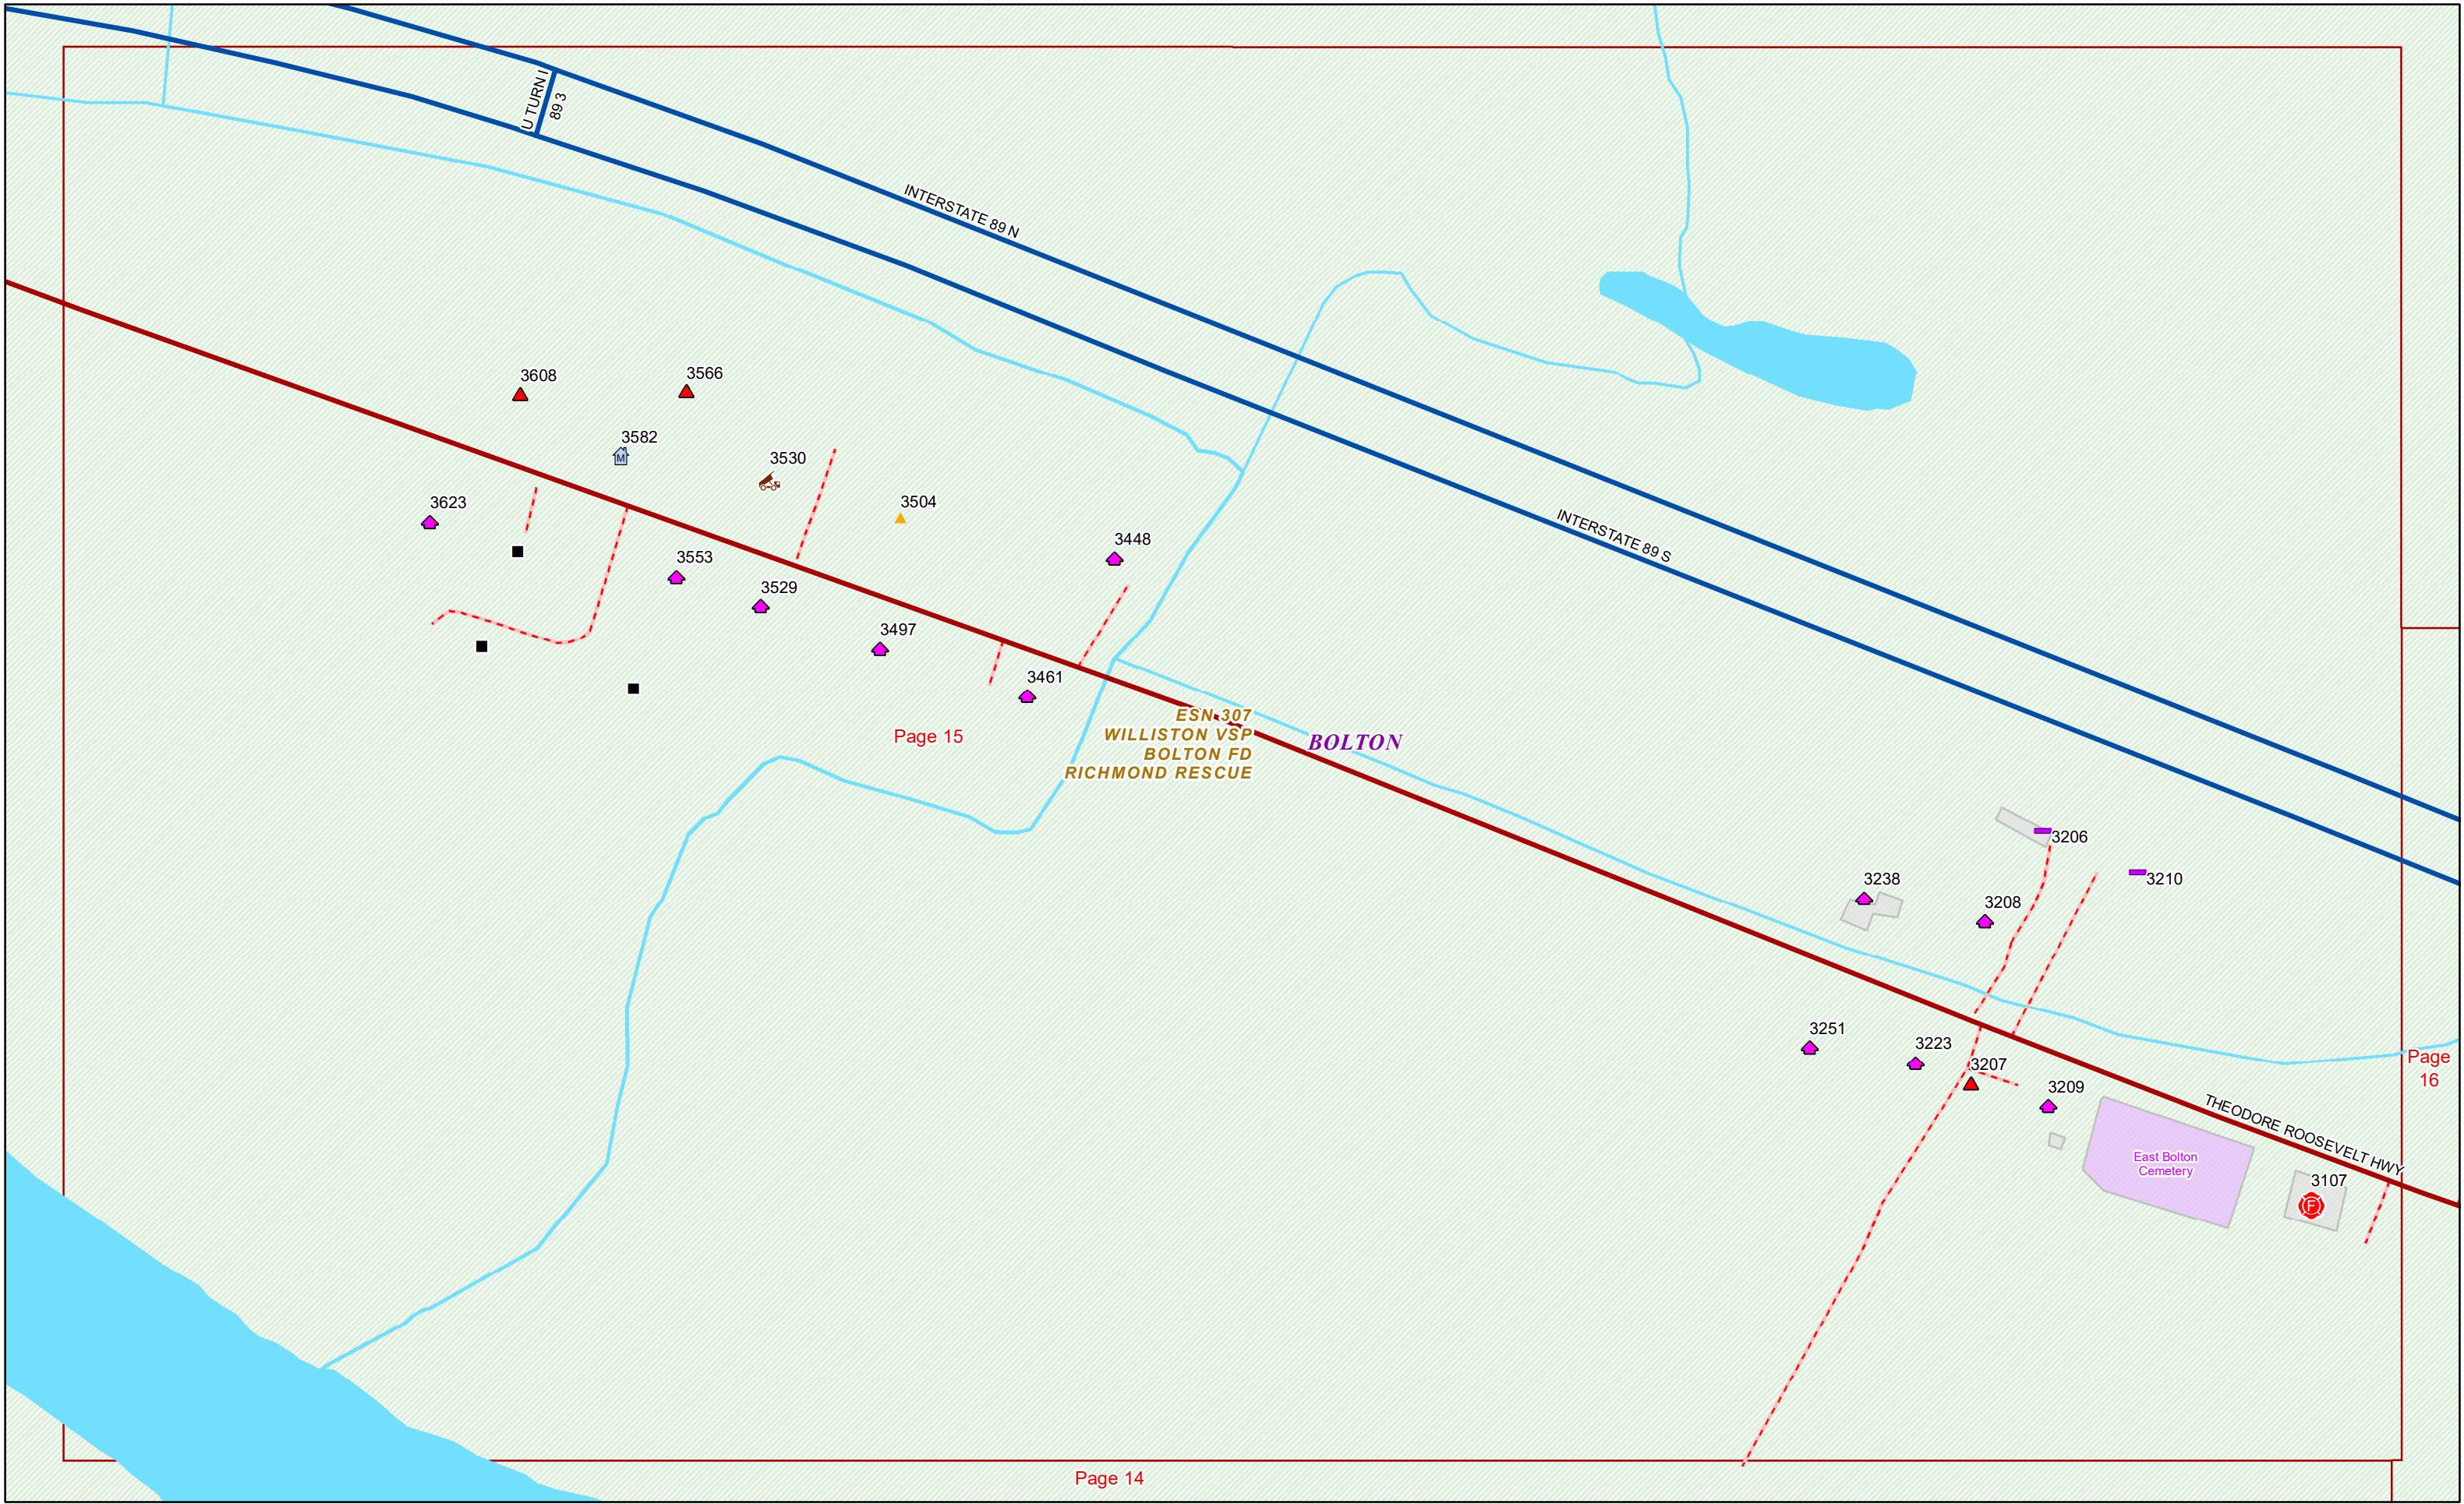 U TURN I
89 3
INTERSTATE 89 N
3608
3566
3582
3530
3623
3504
INTERSTATE 89 S
3448
3553
3529
3497
3461
ESN 307
WILLISTON VSP
BOLTON FD
RICHMOND RESCUE
Page 15
BOLTON
3206
3210
3238
3208
3251
3223
3207
3209
Page
16
THEODORE ROOSEVELT HWY
East Bolton
Cemetery
3107
F
M
Page 14